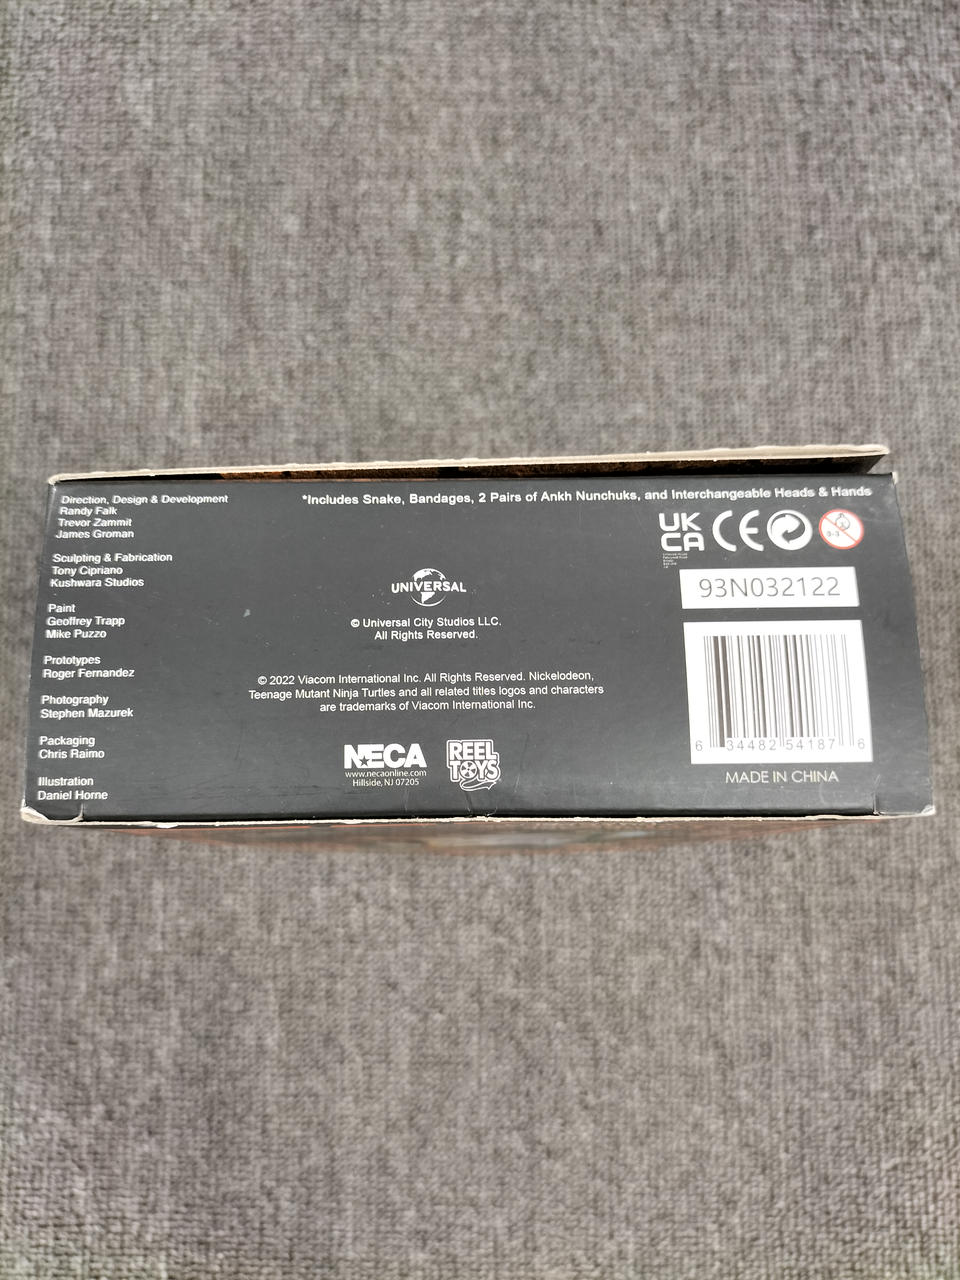 Direction, Design & Development
Randy Falk
Trevor Zammit
James Groman
Sculpting & Fabrication
Tony Cipriano
Kushwara Studios
Paint
Geoffrey Trapp
Mike Puzzo
Prototypes
Roger Fernandez
Photography
Stephen Mazurek
Packaging
Chris Raimo
Illustration
Daniel Horne
*Includes Snake, Bandages, 2 Pairs of Ankh Nunchuks, and Interchangeable Heads & Hands
UNIVERSAL
© Universal City Studios LLC.
All Rights Reserved.
© 2022 Viacom International Inc. All Rights Reserved. Nickelodeon,
Teenage Mutant Ninja Turtles and all related titles logos and characters
are trademarks of Viacom International Inc.
NECA
www.necaonline.com
Hillside, NJ 07205
REEL
TOYS
UK
CA
CE
0-3
93N032122
6 34482 54187 6
MADE IN CHINA